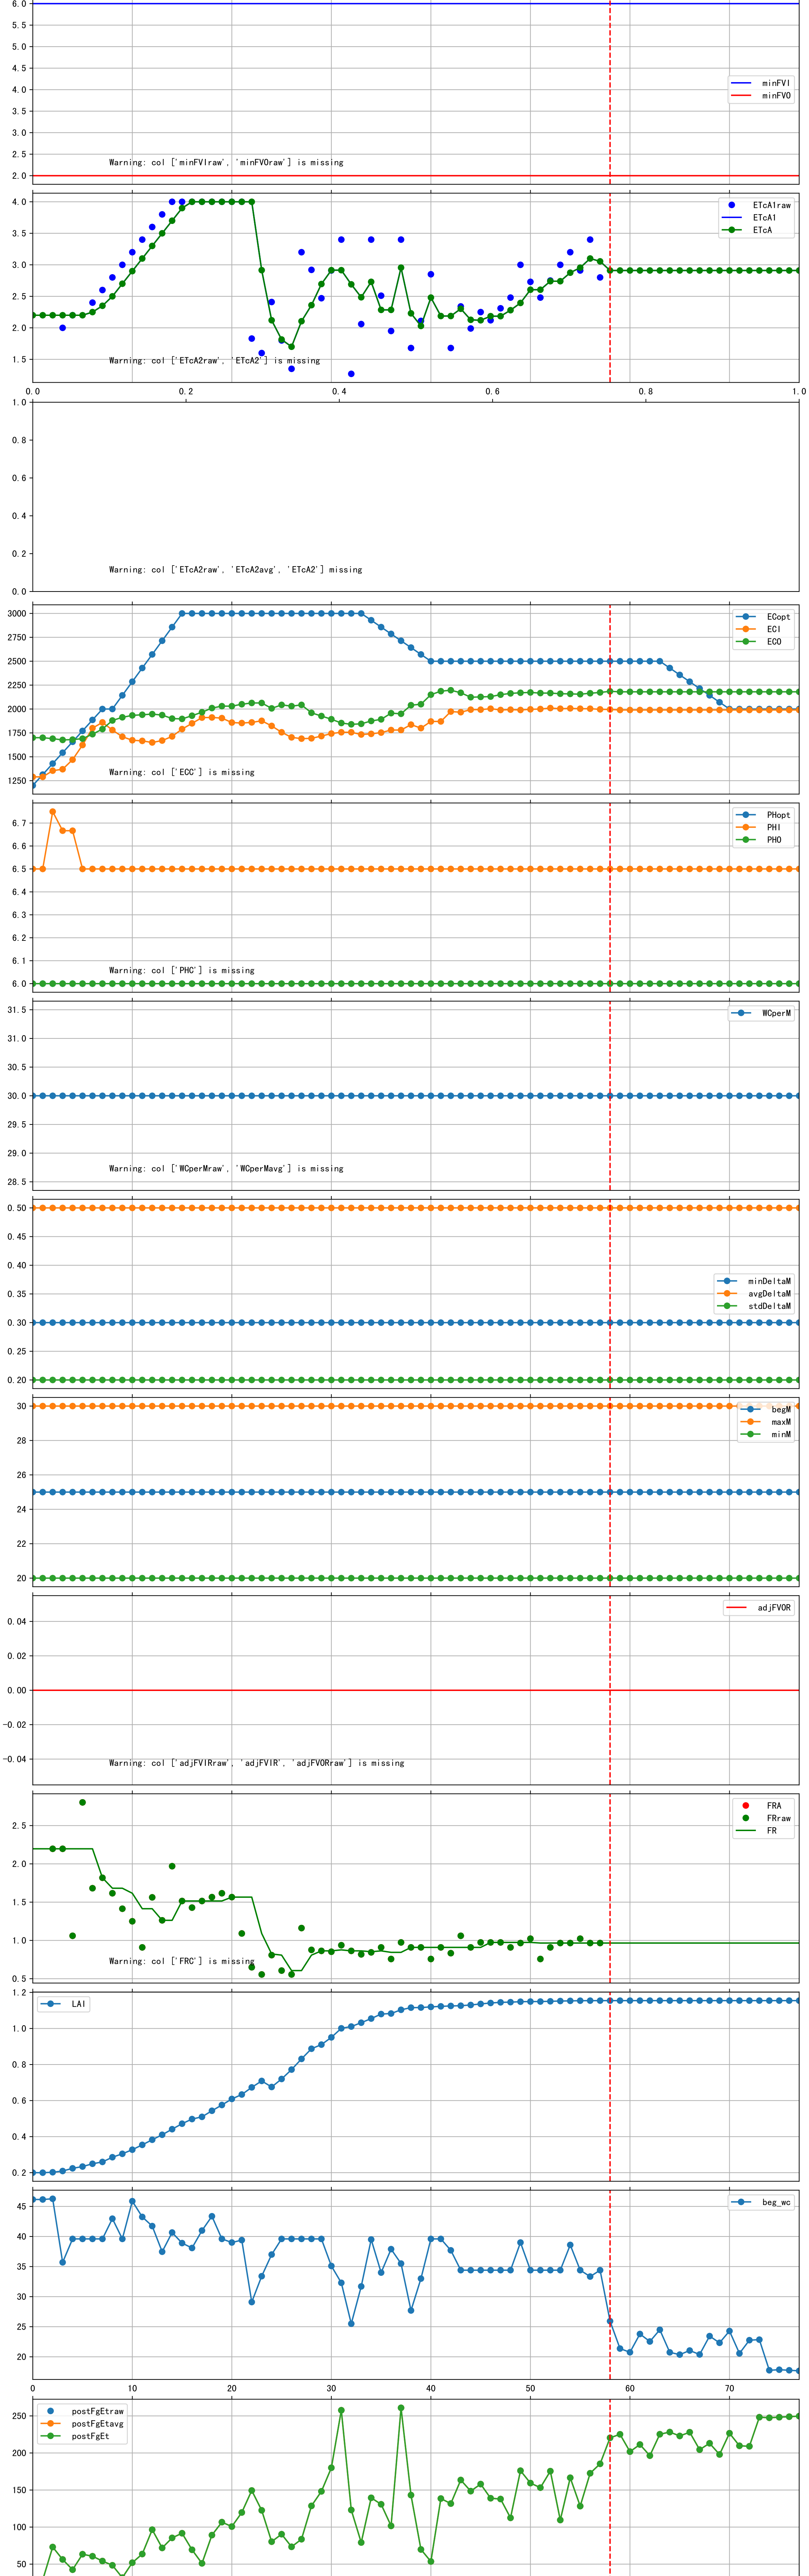 6.0
5.5
5.0
4.5
4.0
3.5
3.0
2.5
2.0
minFVI
minFVO
Warning: col ['minFVIraw', 'minFVOraw'] is missing
4.0
3.5
3.0
2.5
2.0
1.5
ETcA1raw
ETcA1
ETcA
Warning: col ['ETcA2raw', 'ETcA2'] is missing
0.0 0.2 0.4 0.6 0.8 1.0
1.0
0.8
0.6
0.4
0.2
0.0
Warning: col ['ETcA2raw', 'ETcA2avg', 'ETcA2'] missing
3000
2750
2500
2250
2000
1750
1500
1250
ECopt
ECI
ECO
Warning: col ['ECC'] is missing
6.7
6.6
6.5
6.4
6.3
6.2
6.1
6.0
PHopt
PHI
PHO
Warning: col ['PHC'] is missing
31.5
31.0
30.5
30.0
29.5
29.0
28.5
WCperM
Warning: col ['WCperMraw', 'WCperMavg'] is missing
0.50
0.45
0.40
0.35
0.30
0.25
0.20
minDeltaM
avgDeltaM
stdDeltaM
30
28
26
24
22
20
begM
maxM
minM
0.04
0.02
0.00
−0.02
−0.04
adjFVOR
Warning: col ['adjFVIRraw', 'adjFVIR', 'adjFVORraw'] is missing
2.5
2.0
1.5
1.0
0.5
FRA
FRraw
FR
Warning: col ['FRC'] is missing
1.2
1.0
0.8
0.6
0.4
0.2
LAI
45
40
35
30
25
20
beg_wc
0 10 20 30 40 50 60 70
250
200
150
100
50
postFgEtraw
postFgEtavg
postFgEt